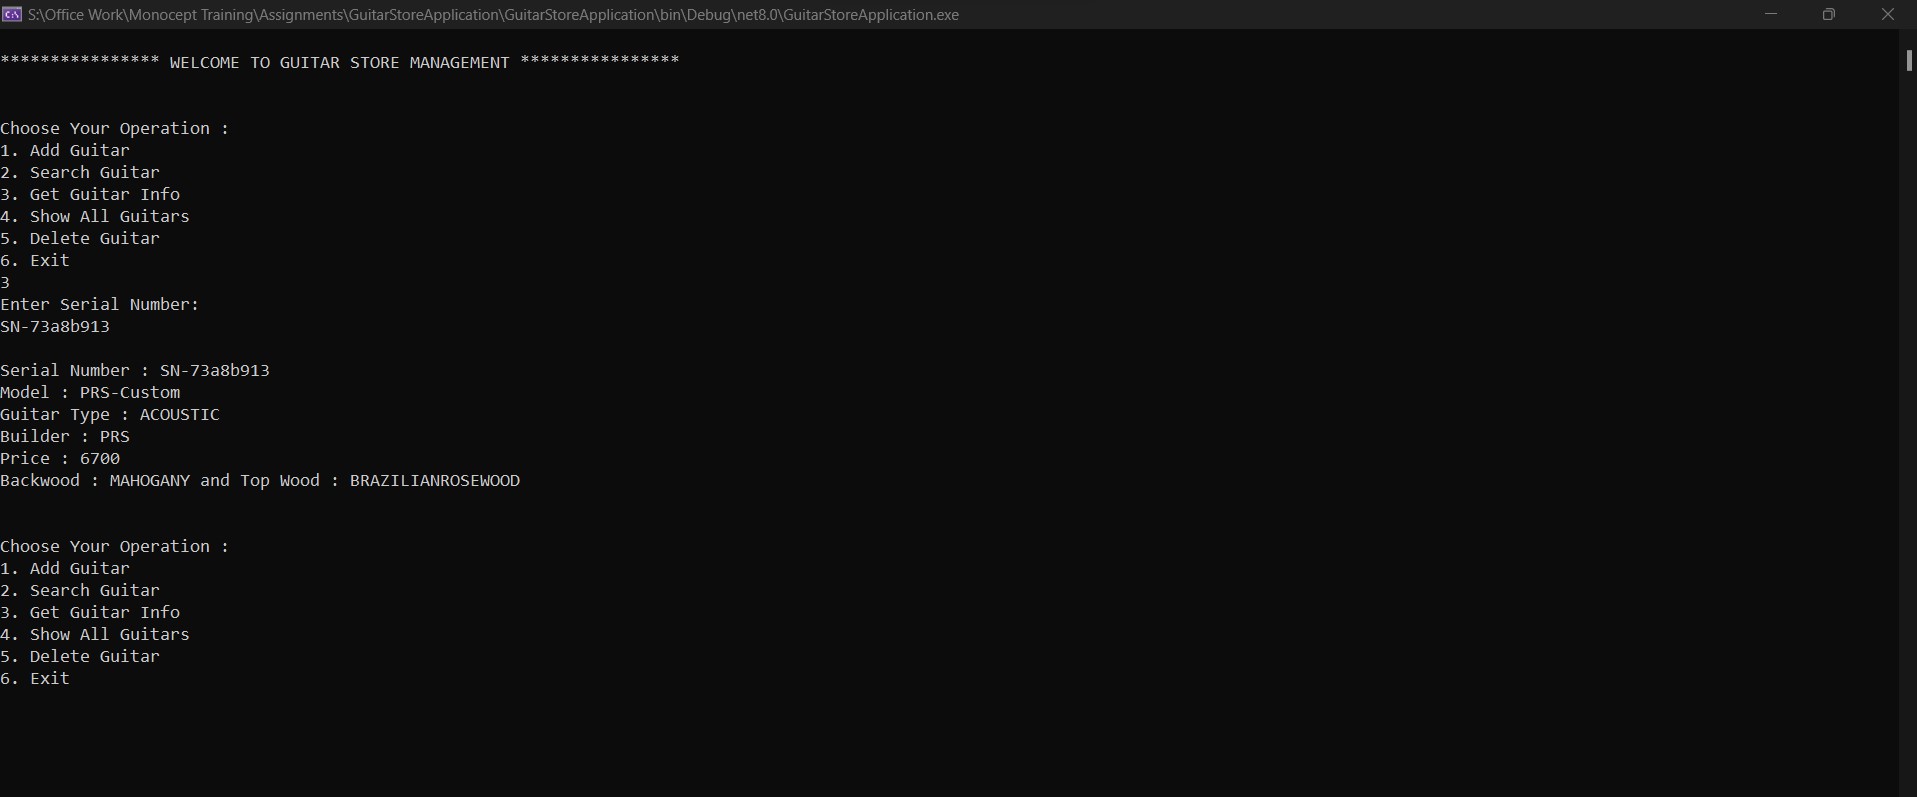 S:\Office Work\Monocept Training\Assignments\GuitarStoreApplication\GuitarStoreApplication\bin\Debug\net8.0\GuitarStoreApplication.exe
**************** WELCOME TO GUITAR STORE MANAGEMENT ****************
Choose Your Operation :
1. Add Guitar
2. Search Guitar
3. Get Guitar Info
4. Show All Guitars
5. Delete Guitar
6. Exit
3
Enter Serial Number:
SN-73a8b913
Serial Number : SN-73a8b913
Model : PRS-Custom
Guitar Type : ACOUSTIC
Builder : PRS
Price : 6700
Backwood : MAHOGANY and Top Wood : BRAZILIANROSEWOOD
Choose Your Operation :
1. Add Guitar
2. Search Guitar
3. Get Guitar Info
4. Show All Guitars
5. Delete Guitar
6. Exit